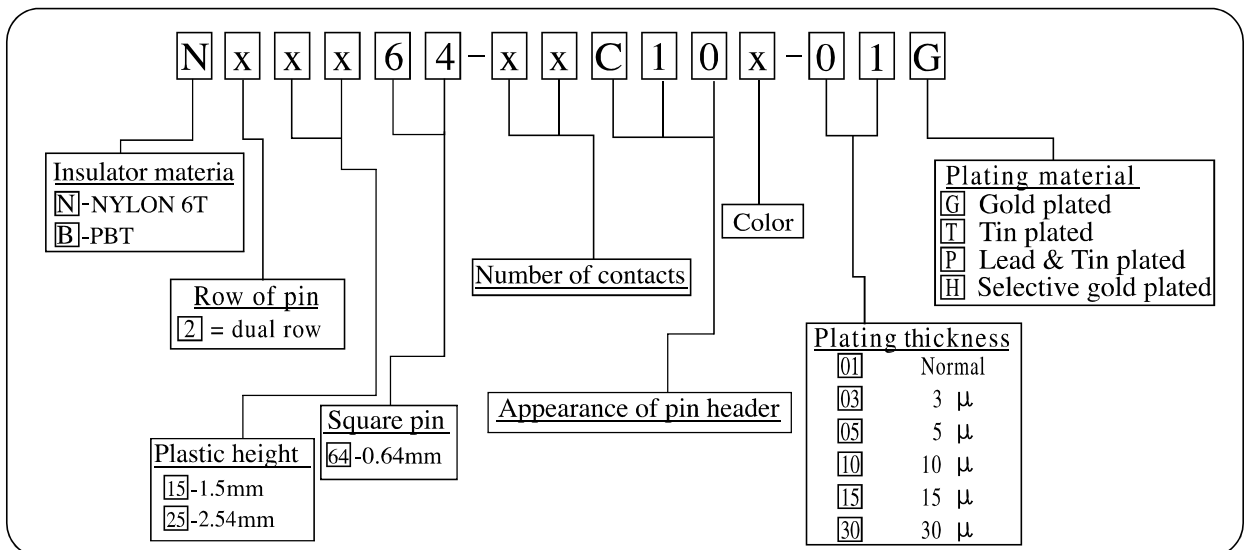 N x x x 6 4 - x x C 1 0 x - 0 1 G
Insulator materia
N-NYLON 6T
B-PBT
Row of pin
2 = dual row
Plastic height
15-1.5mm
25-2.54mm
Square pin
64-0.64mm
Number of contacts
Appearance of pin header
Color
Plating thickness
01 Normal
03 3 μ
05 5 μ
10 10 μ
15 15 μ
30 30 μ
Plating material
G Gold plated
T Tin plated
P Lead & Tin plated
H Selective gold plated